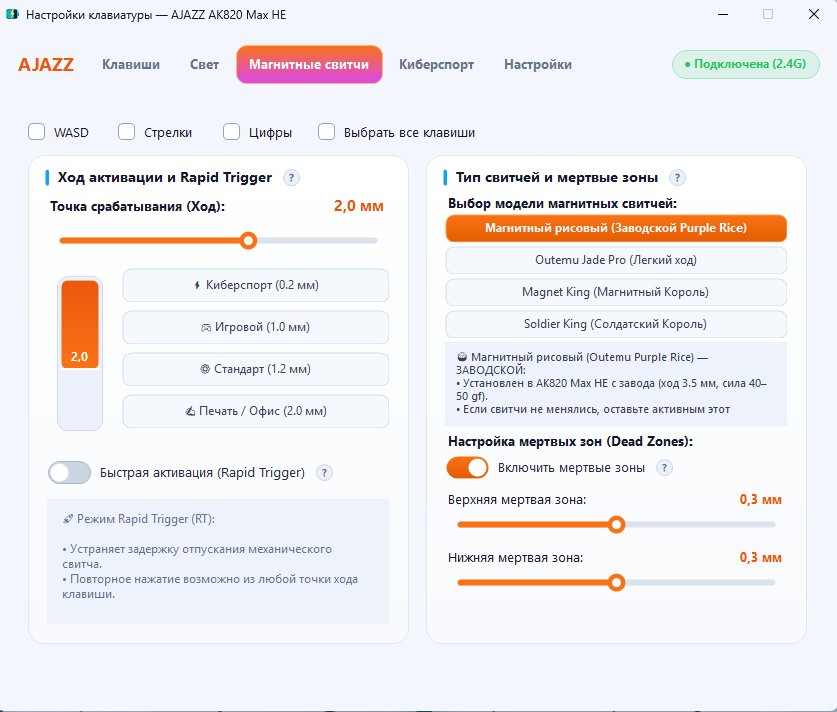 Настройки клавиатуры — AJAZZ AK820 Max HE
AJAZZ
Клавиши
Свет
Магнитные свитчи
Киберспорт
Настройки
• Подключена (2.4G)
WASD
Стрелки
Цифры
Выбрать все клавиши
Ход активации и Rapid Trigger
?
Точка срабатывания (Ход):
2,0 мм
2,0
Киберспорт (0.2 мм)
Игровой (1.0 мм)
Стандарт (1.2 мм)
Печать / Офис (2.0 мм)
Быстрая активация (Rapid Trigger)
?
Режим Rapid Trigger (RT):
• Устраняет задержку отпускания механического
свитча.
• Повторное нажатие возможно из любой точки хода
клавиши.
Тип свитчей и мертвые зоны
?
Выбор модели магнитных свитчей:
Магнитный рисовый (Заводской Purple Rice)
Outemu Jade Pro (Легкий ход)
Magnet King (Магнитный Король)
Soldier King (Солдатский Король)
Магнитный рисовый (Outemu Purple Rice) —
ЗАВОДСКОЙ:
• Установлен в AK820 Max HE с завода (ход 3.5 мм, сила 40–
50 gf).
• Если свитчи не менялись, оставьте активным этот
Настройка мертвых зон (Dead Zones):
Включить мертвые зоны
?
Верхняя мертвая зона:
0,3 мм
Нижняя мертвая зона:
0,3 мм